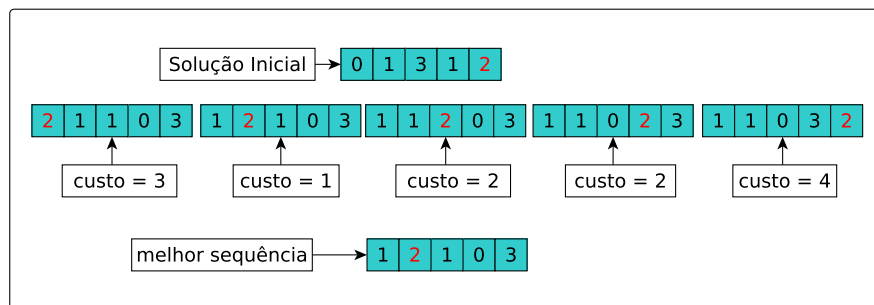 Solução Inicial 0 1 3 1 2
2 1 1 0 3 1 2 1 0 3 1 1 2 0 3 1 1 0 2 3 1 1 0 3 2
custo = 3 custo = 1 custo = 2 custo = 2 custo = 4
melhor sequência 1 2 1 0 3